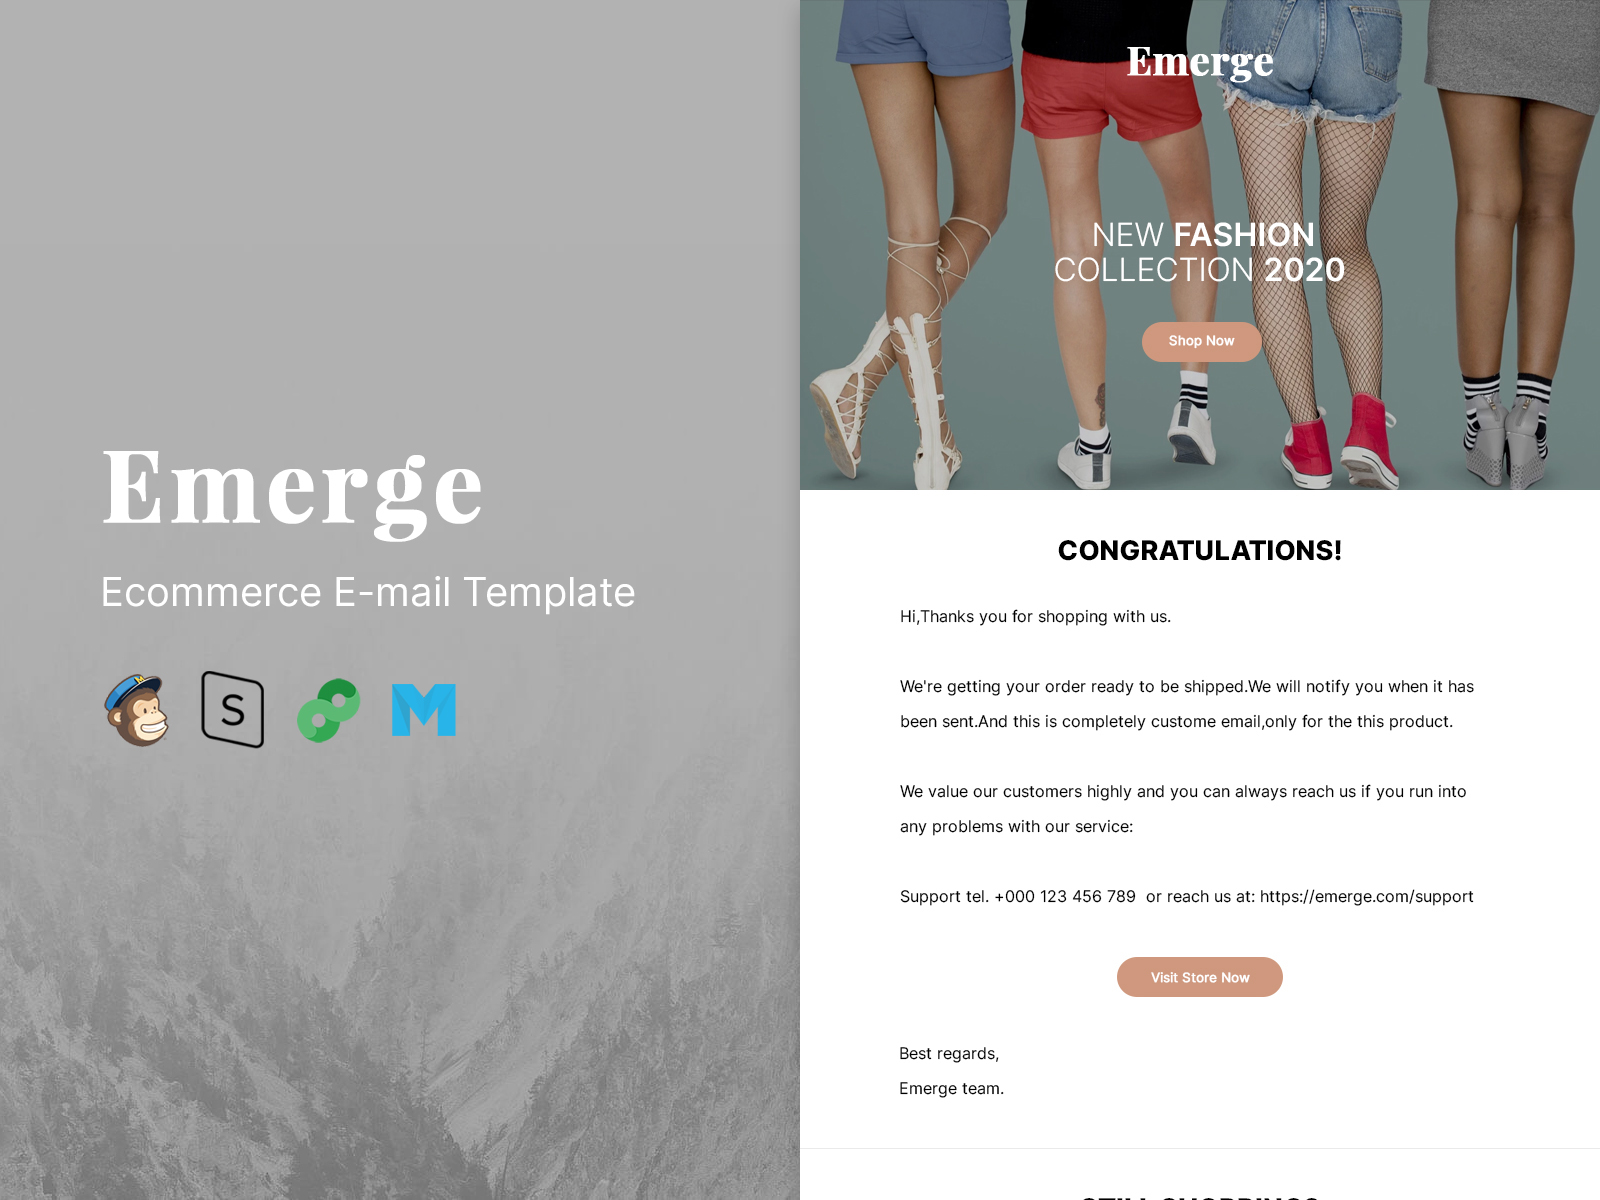 Emerge
Ecommerce E-mail Template
S
M
Emerge
NEW FASHION
COLLECTION 2020
Shop Now
CONGRATULATIONS!
Hi,Thanks you for shopping with us.
We're getting your order ready to be shipped.We will notify you when it has
been sent.And this is completely custome email,only for the this product.
We value our customers highly and you can always reach us if you run into
any problems with our service:
Support tel. +000 123 456 789  or reach us at: https://emerge.com/support
Visit Store Now
Best regards,
Emerge team.